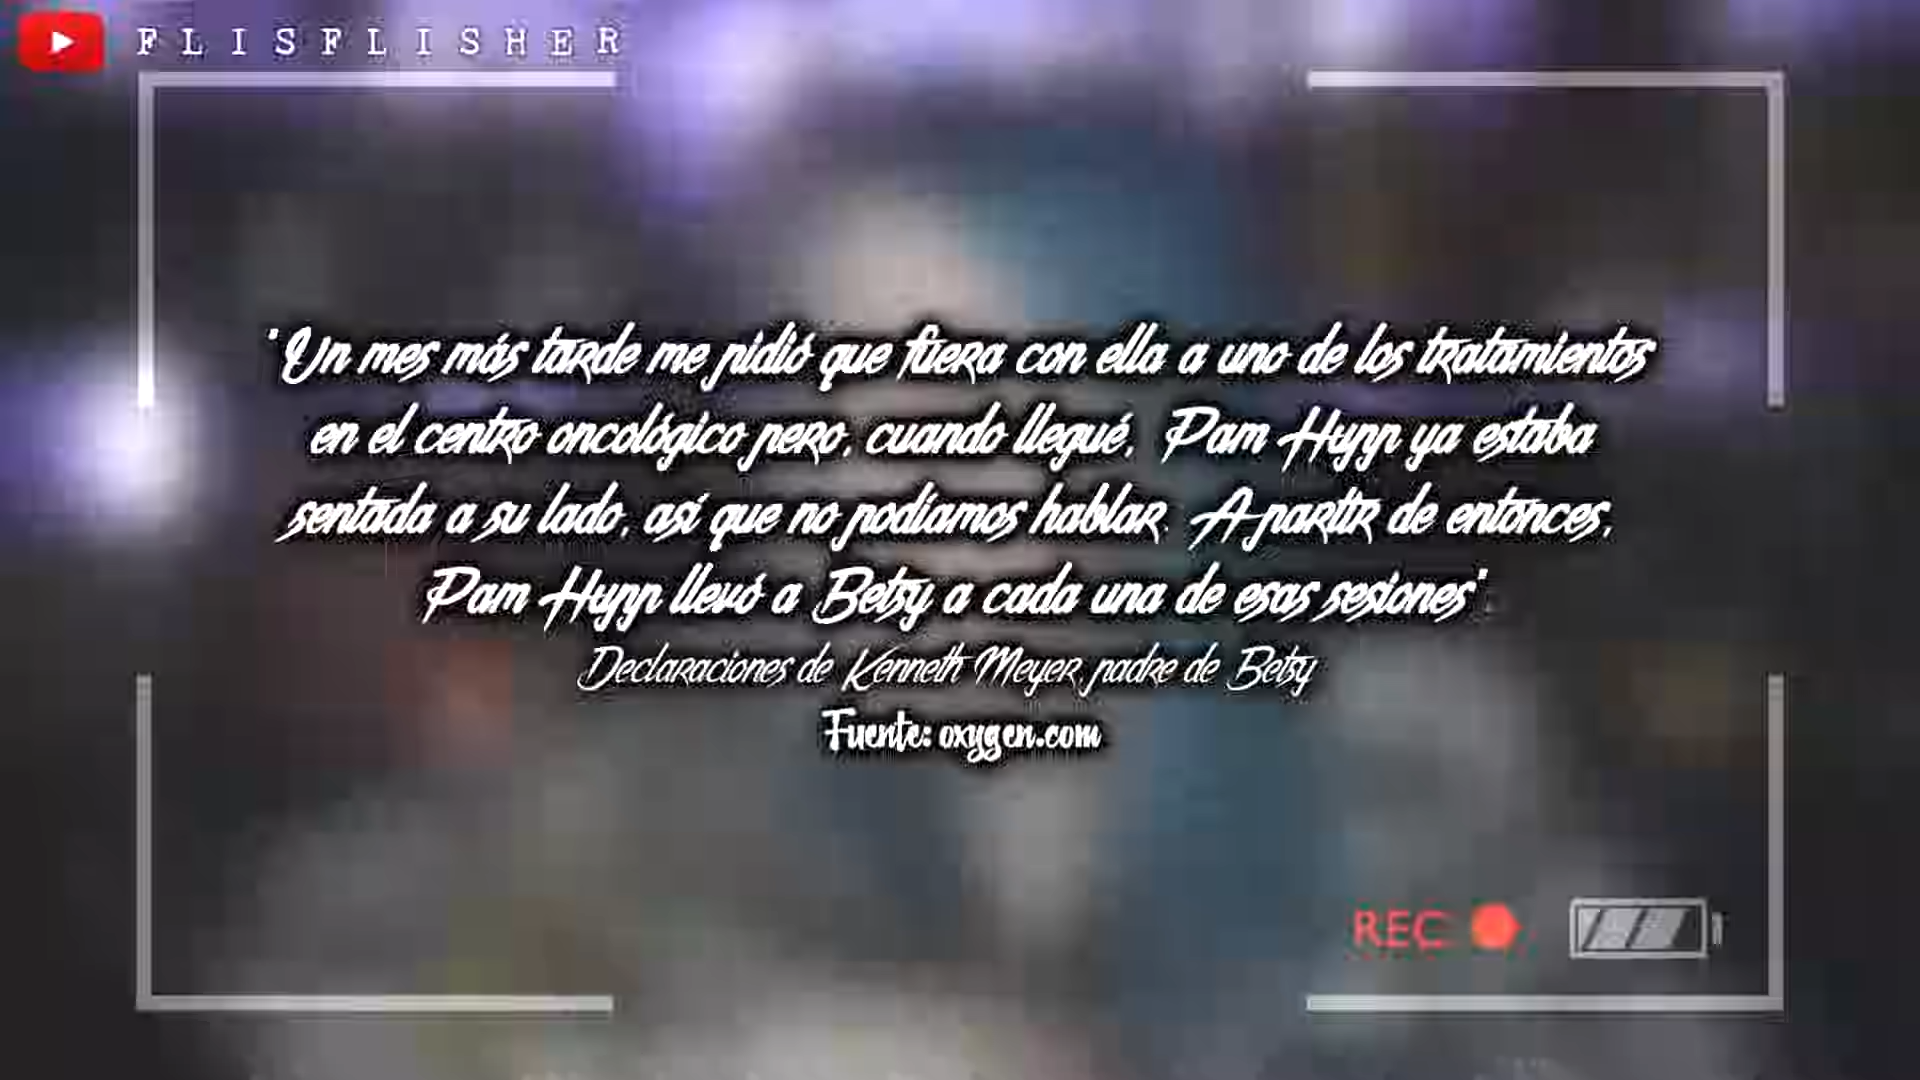 FLISFLISHER
"Un mes más tarde me pidió que fuera con ella a uno de los tratamientos
en el centro oncológico pero, cuando llegué, Pam Hupp ya estaba
sentada a su lado, así que no podíamos hablar. A partir de entonces,
Pam Hupp llevó a Betsy a cada una de esas sesiones"
Declaraciones de Kenneth Meyer, padre de Betsy
Fuente: oxygen.com
REC